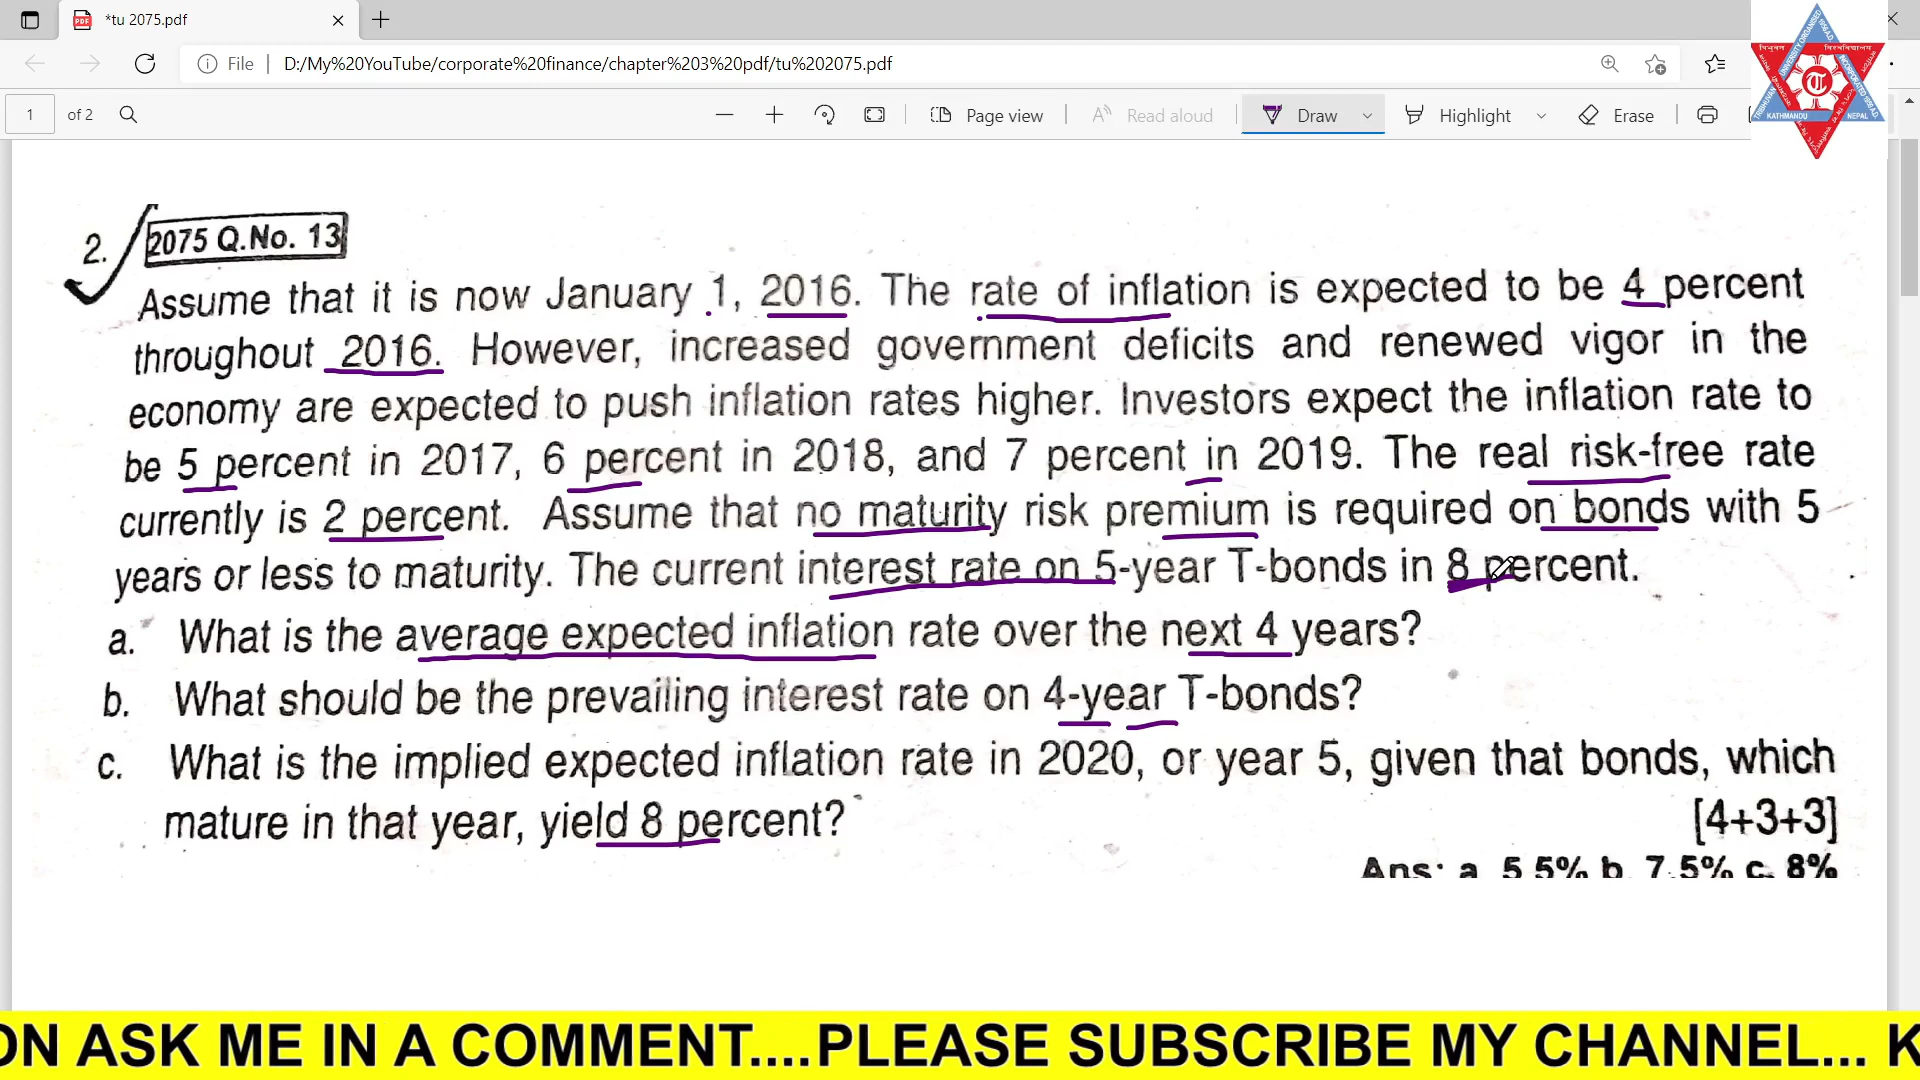 *tu 2075.pdf
File
D:/My%20YouTube/corporate%20finance/chapter%203%20pdf/tu%202075.pdf
1 of 2
Page view
Read aloud
Draw
Highlight
Erase
KATHMANDU
NEPAL
2. 2075 Q.No. 13
Assume that it is now January 1, 2016. The rate of inflation is expected to be 4 percent
throughout 2016. However, increased government deficits and renewed vigor in the
economy are expected to push inflation rates higher. Investors expect the inflation rate to
be 5 percent in 2017, 6 percent in 2018, and 7 percent in 2019. The real risk-free rate
currently is 2 percent. Assume that no maturity risk premium is required on bonds with 5
years or less to maturity. The current interest rate on 5-year T-bonds in 8 percent.
a. What is the average expected inflation rate over the next 4 years?
b. What should be the prevailing interest rate on 4-year T-bonds?
c. What is the implied expected inflation rate in 2020, or year 5, given that bonds, which
mature in that year, yield 8 percent?
[4+3+3]
Ans: a. 5.5% b. 7.5% c. 8%
ON ASK ME IN A COMMENT....PLEASE SUBSCRIBE MY CHANNEL... K